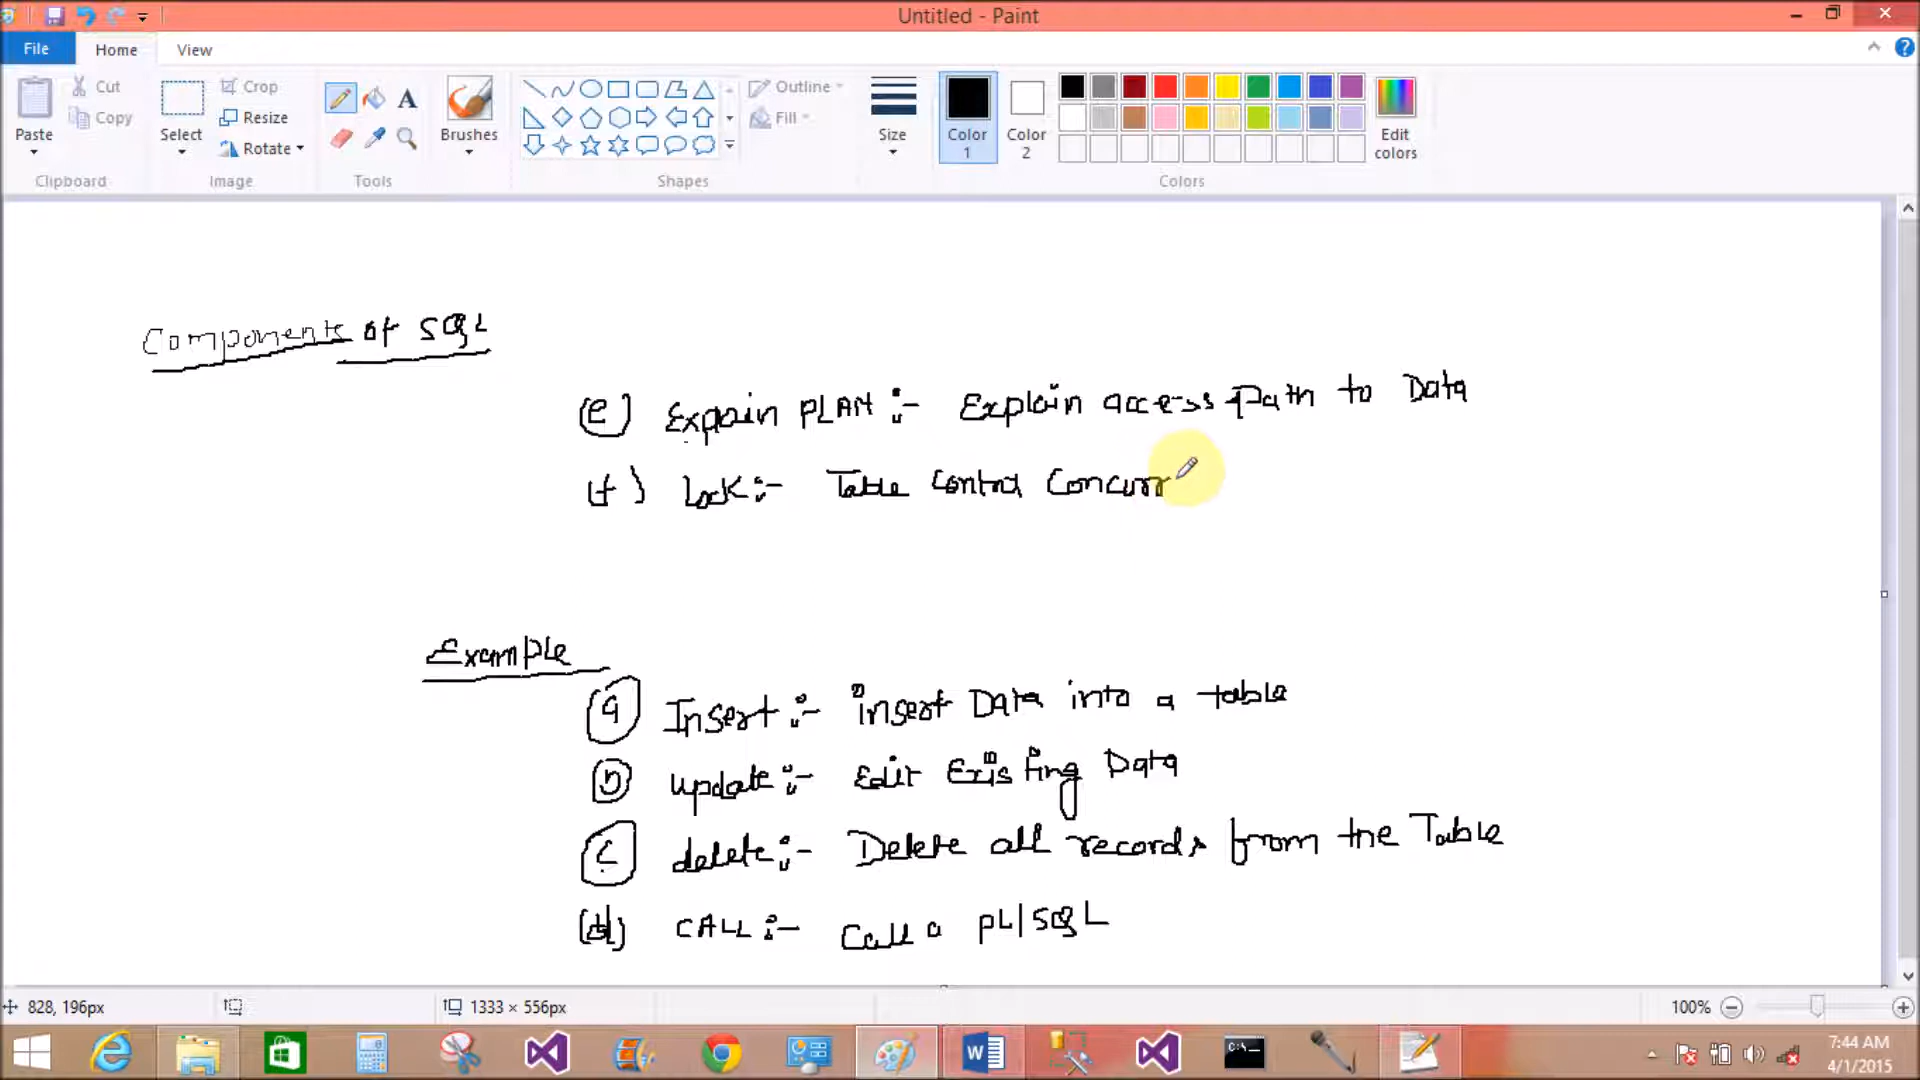 Untitled - Paint
File Home View
Paste
Cut
Copy
Clipboard
Select
Crop
Resize
Rotate
Image
Tools
Brushes
Shapes
Outline
Fill
Size
Color 1
Color 2
Colors
Edit colors
Components of SQL
(e) Expain PLAN :- Explain access Path to Data
(f) Lock :- Table Control Concurr
Example
(a) Insert :- insert Data into a table
(b) update :- Edit Existing Data
(c) delete :- Delete all records from the Table
(d) CALL :- Call a PL/SQL
828, 196px
1333 × 556px
100%
C:\_
7:44 AM
4/1/2015